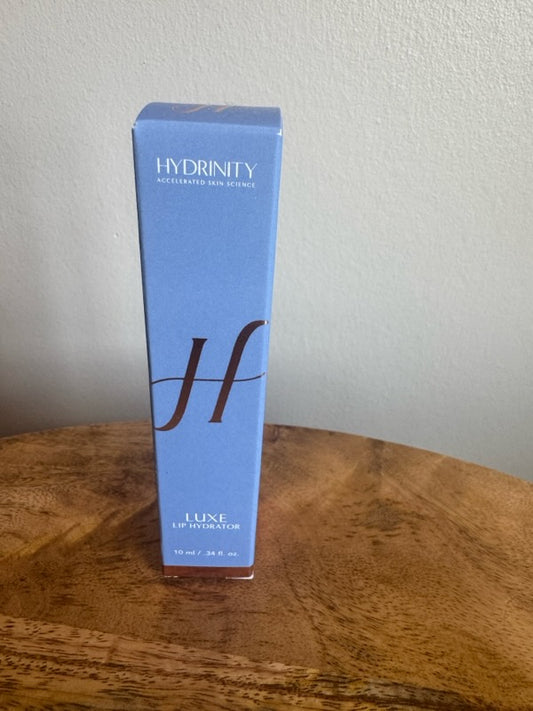 HYDRINITY
ACCELERATED SKIN SCIENCE
H
LUXE
LIP HYDRATOR
10 ml / .34 fl. oz.